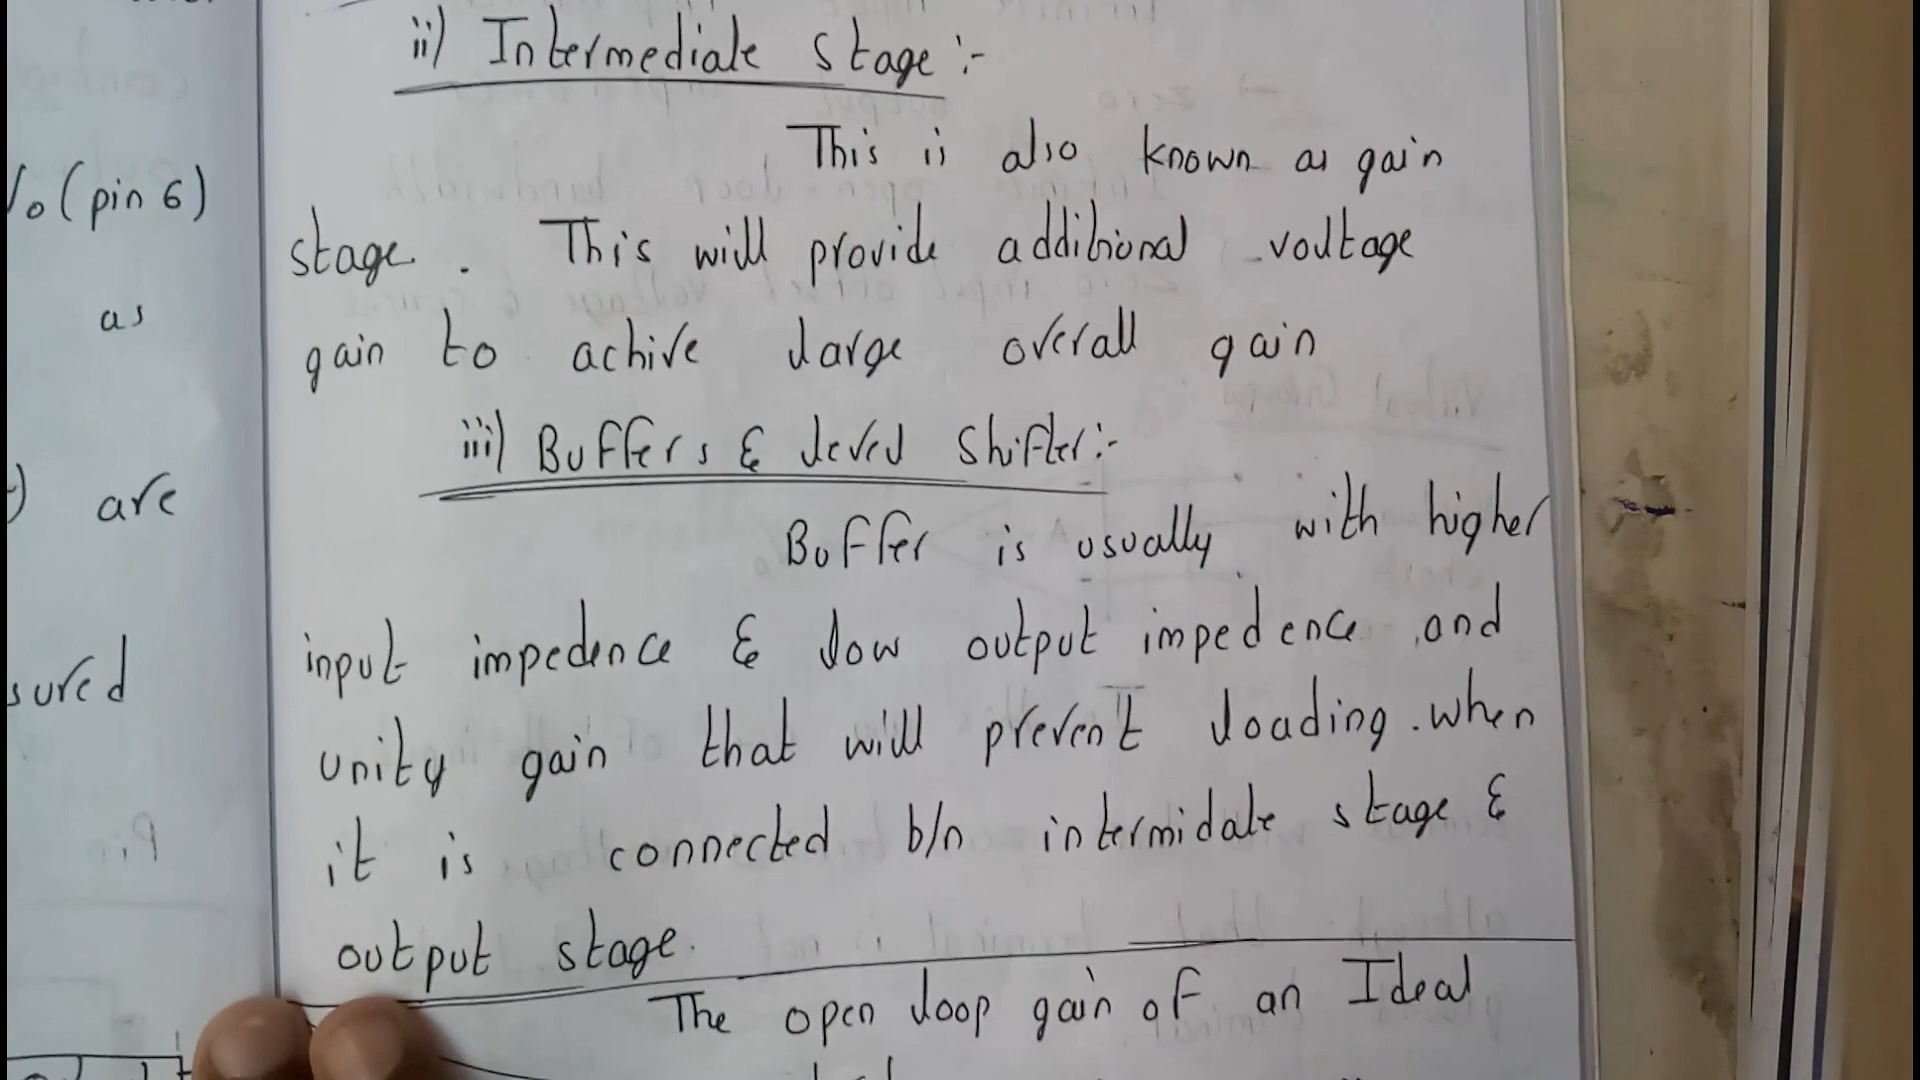 Vo (pin 6)
as
are
sured
ii) Intermediate stage :-
This is also known as gain
stage. This will provide additional voltage
gain to achive large overall gain
iii) Buffers & level Shifter :-
Buffer is usually with higher
input impedence & low output impedence and
unity gain that will prevent loading. when
it is connected b/n intermidate stage &
output stage.
The open loop gain of an Ideal